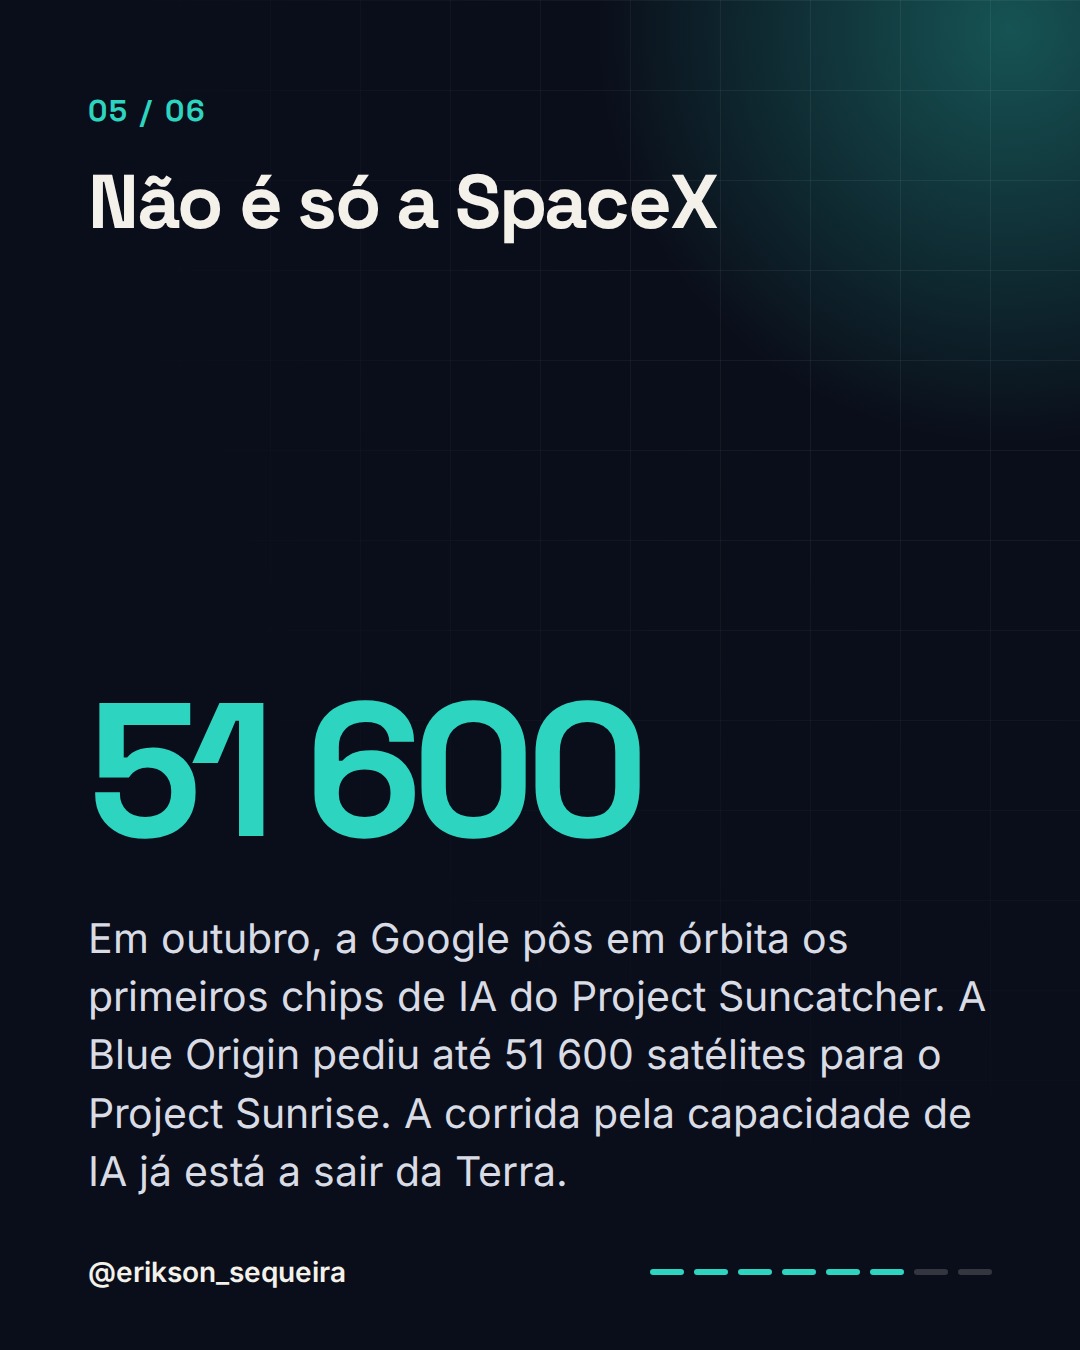 05 / 06
Não é só a SpaceX
51 600
Em outubro, a Google pôs em órbita os
primeiros chips de IA do Project Suncatcher. A
Blue Origin pediu até 51 600 satélites para o
Project Sunrise. A corrida pela capacidade de
IA já está a sair da Terra.
@erikson_sequeira